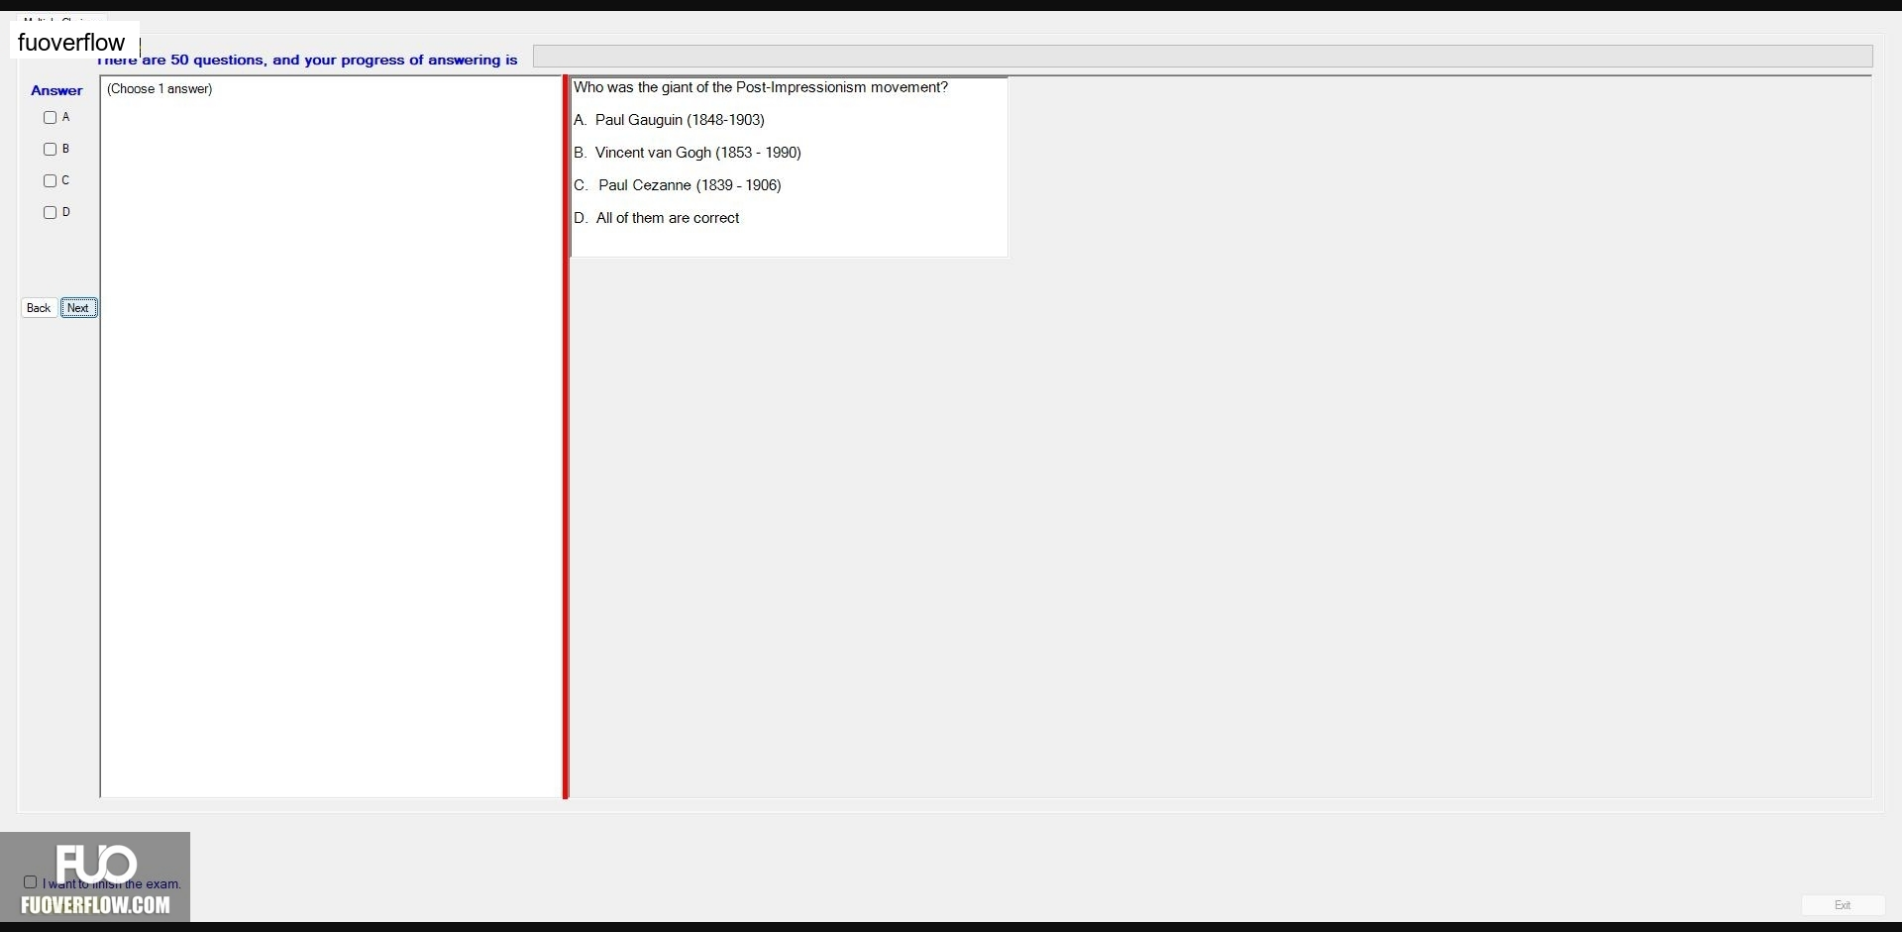 fuoverflow
There are 50 questions, and your progress of answering is
Answer
(Choose 1 answer)
A
B
C
D
Back Next
Who was the giant of the Post-Impressionism movement?
A. Paul Gauguin (1848-1903)
B. Vincent van Gogh (1853 - 1990)
C. Paul Cezanne (1839 - 1906)
D. All of them are correct
FUO
I want to finish the exam.
FUOVERFLOW.COM
Exit